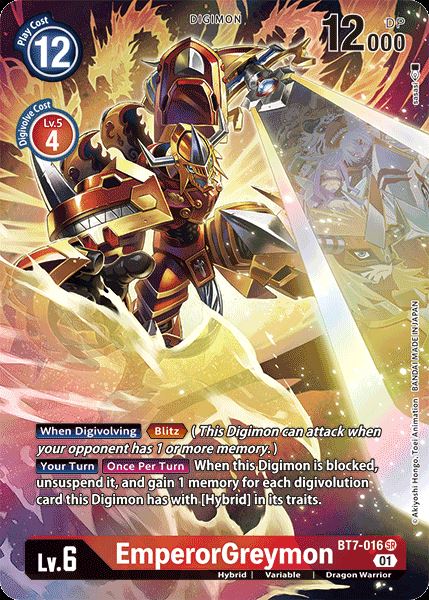 DIGIMON
Play Cost
12
DP
12000
Digivolve Cost
Lv.5
4
When Digivolving Blitz (This Digimon can attack when
your opponent has 1 or more memory.)
Your Turn Once Per Turn When this Digimon is blocked,
unsuspend it, and gain 1 memory for each digivolution
card this Digimon has with [Hybrid] in its traits.
© Akiyoshi Hongo, Toei Animation BANDAI MADE IN JAPAN
Lv.6
EmperorGreymon
BT7-016 SR
01
Hybrid | Variable | Dragon Warrior